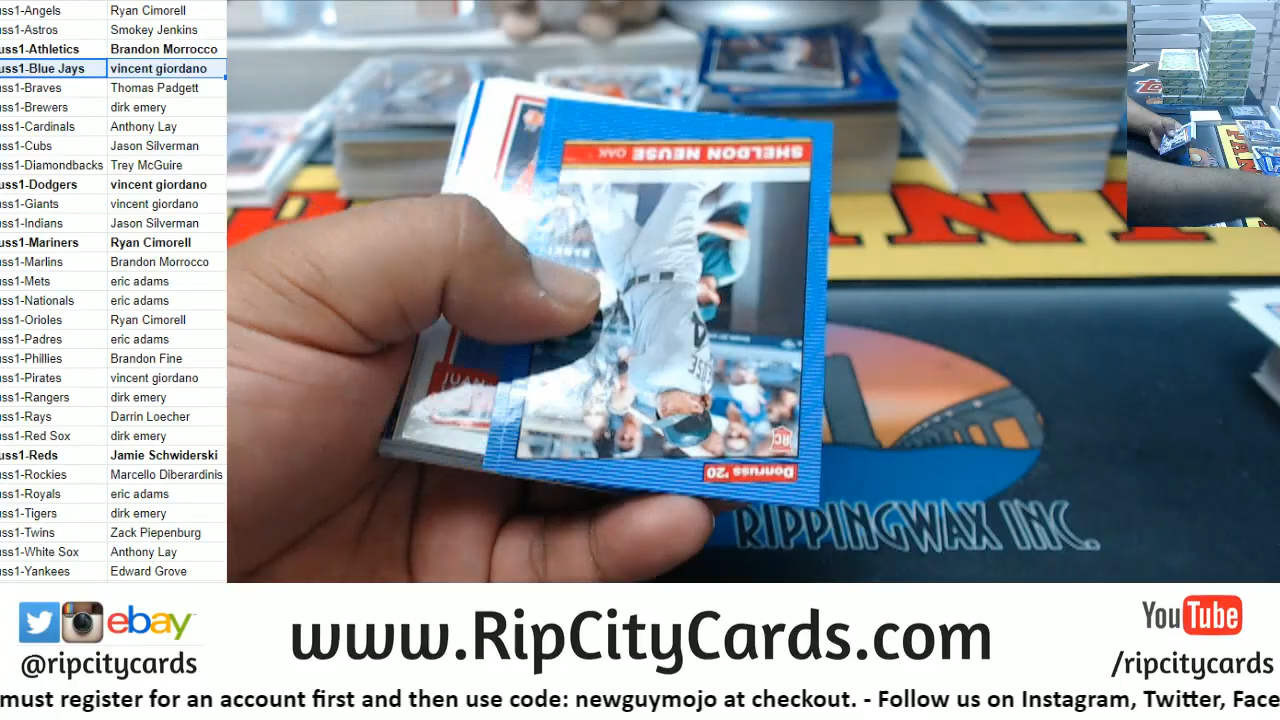 uss1-Angels Ryan Cimorell
uss1-Astros Smokey Jenkins
uss1-Athletics Brandon Morrocco
uss1-Blue Jays vincent giordano
uss1-Braves Thomas Padgett
uss1-Brewers dirk emery
uss1-Cardinals Anthony Lay
uss1-Cubs Jason Silverman
uss1-Diamondbacks Trey McGuire
uss1-Dodgers vincent giordano
uss1-Giants vincent giordano
uss1-Indians Jason Silverman
uss1-Mariners Ryan Cimorell
uss1-Marlins Brandon Morrocco
uss1-Mets eric adams
uss1-Nationals eric adams
uss1-Orioles Ryan Cimorell
uss1-Padres eric adams
uss1-Phillies Brandon Fine
uss1-Pirates vincent giordano
uss1-Rangers dirk emery
uss1-Rays Darrin Loecher
uss1-Red Sox dirk emery
uss1-Reds Jamie Schwiderski
uss1-Rockies Marcello Diberardinis
uss1-Royals eric adams
uss1-Tigers dirk emery
uss1-Twins Zack Piepenburg
uss1-White Sox Anthony Lay
uss1-Yankees Edward Grove
SHELDON NEUSE OAK
RC
Donruss '20
JUAN
RIPPINGWAX INC.
ebay
@ripcitycards
www.RipCityCards.com
YouTube
/ripcitycards
must register for an account first and then use code: newguymojo at checkout. - Follow us on Instagram, Twitter, Face